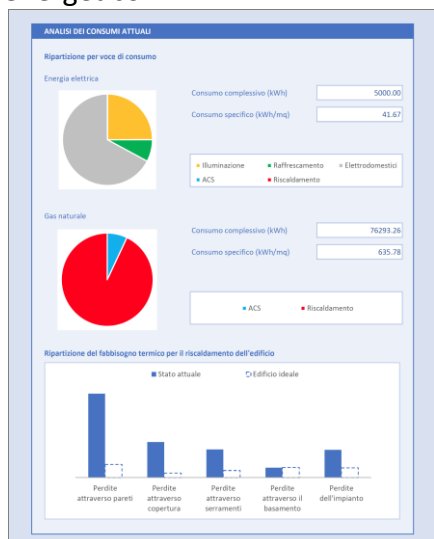 ANALISI DEI CONSUMI ATTUALI
Ripartizione per voce di consumo
Energia elettrica
Consumo complessivo (kWh) 5000.00
Consumo specifico (kWh/mq) 41.67
Illuminazione Raffrescamento Elettrodomestici
ACS Riscaldamento
Gas naturale
Consumo complessivo (kWh) 76293.26
Consumo specifico (kWh/mq) 635.78
ACS Riscaldamento
Ripartizione del fabbisogno termico per il riscaldamento dell'edificio
Stato attuale Edificio ideale
Perdite attraverso pareti
Perdite attraverso copertura
Perdite attraverso serramenti
Perdite attraverso il basamento
Perdite dell'impianto